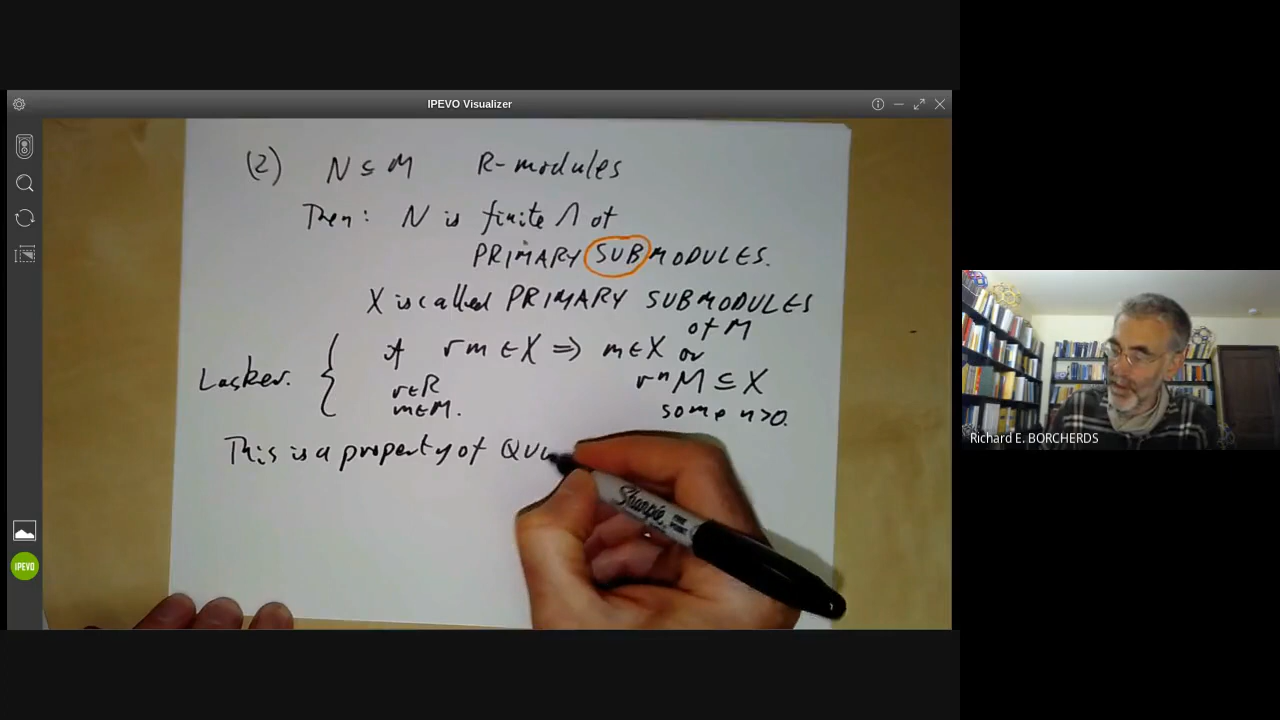 IPEVO Visualizer
(2) N ⊆ M R-modules
Then: N is finite ∩ of
PRIMARY SUBMODULES.
X is called PRIMARY SUBMODULES
of M
if rm ∈ X ⇒ m ∈ X or
Lasker. { r∈R rⁿM ⊆ X
m∈M. some n>0.
This is a property of QU
Sharpie
IPEVO
Richard E. BORCHERDS